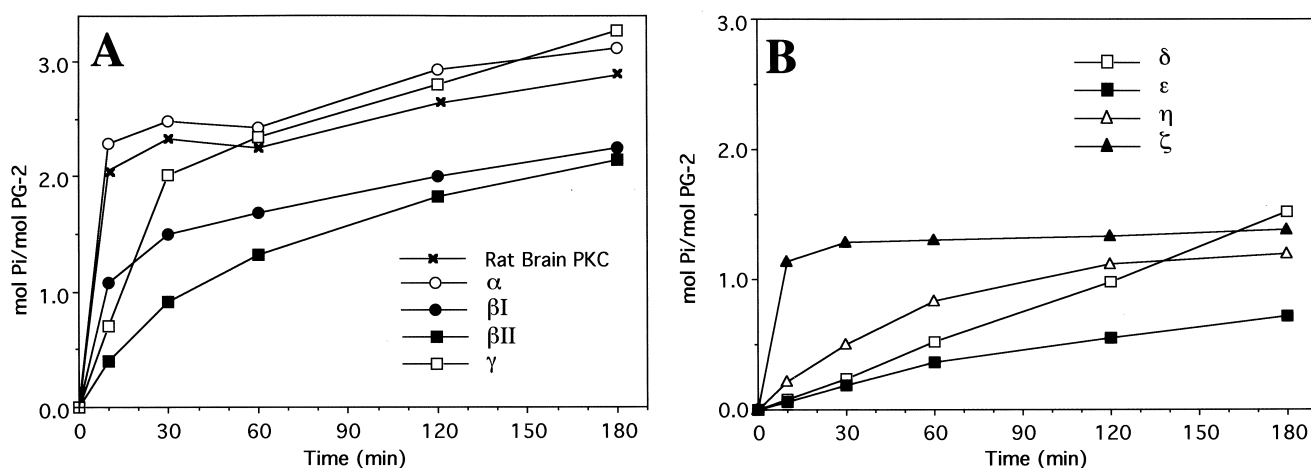 A
mol Pi/mol PG-2
3.0
2.0
1.0
0.0
Rat Brain PKC
α
βI
βII
γ
0 30 60 90 120 150 180
Time (min)
B
mol Pi/mol PG-2
3.0
2.0
1.0
0.0
δ
ε
η
ζ
0 30 60 90 120 150 180
Time (min)